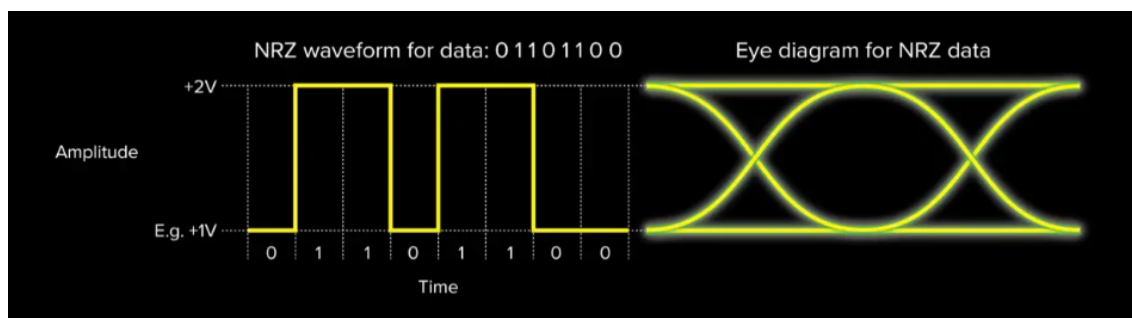 NRZ waveform for data: 0 1 1 0 1 1 0 0
Eye diagram for NRZ data
+2V
Amplitude
E.g. +1V
0 1 1 0 1 1 0 0
Time